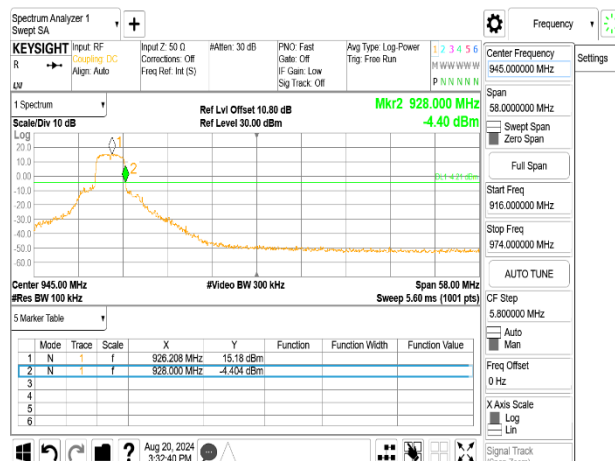 Spectrum Analyzer 1
Swept SA
Frequency
KEYSIGHT
R
Input: RF
Coupling: DC
Align: Auto
Input Z: 50 Ω
Corrections: Off
Freq Ref: Int (S)
#Atten: 30 dB
PNO: Fast
Gate: Off
IF Gain: Low
Sig Track: Off
Avg Type: Log-Power
Trig: Free Run
1 2 3 4 5 6
M W W W W W
P N N N N N
1 Spectrum
Scale/Div 10 dB
Ref Lvl Offset 10.80 dB
Ref Level 30.00 dBm
Mkr2 928.000 MHz
-4.40 dBm
Log
20.0
10.0
0.00
-10.0
-20.0
-30.0
-40.0
-50.0
-60.0
1
2
Center 945.00 MHz
#Res BW 100 kHz
#Video BW 300 kHz
Span 58.00 MHz
Sweep 5.60 ms (1001 pts)
5 Marker Table
Mode Trace Scale X Y Function Function Width Function Value
1 N 1 f 926.208 MHz 15.18 dBm
2 N 1 f 928.000 MHz -4.404 dBm
3
4
5
6
Aug 20, 2024
3:32:40 PM
Center Frequency
945.000000 MHz
Settings
Span
58.0000000 MHz
Swept Span
Zero Span
Full Span
Start Freq
916.000000 MHz
Stop Freq
974.000000 MHz
AUTO TUNE
CF Step
5.800000 MHz
Auto
Man
Freq Offset
0 Hz
X Axis Scale
Log
Lin
Signal Track